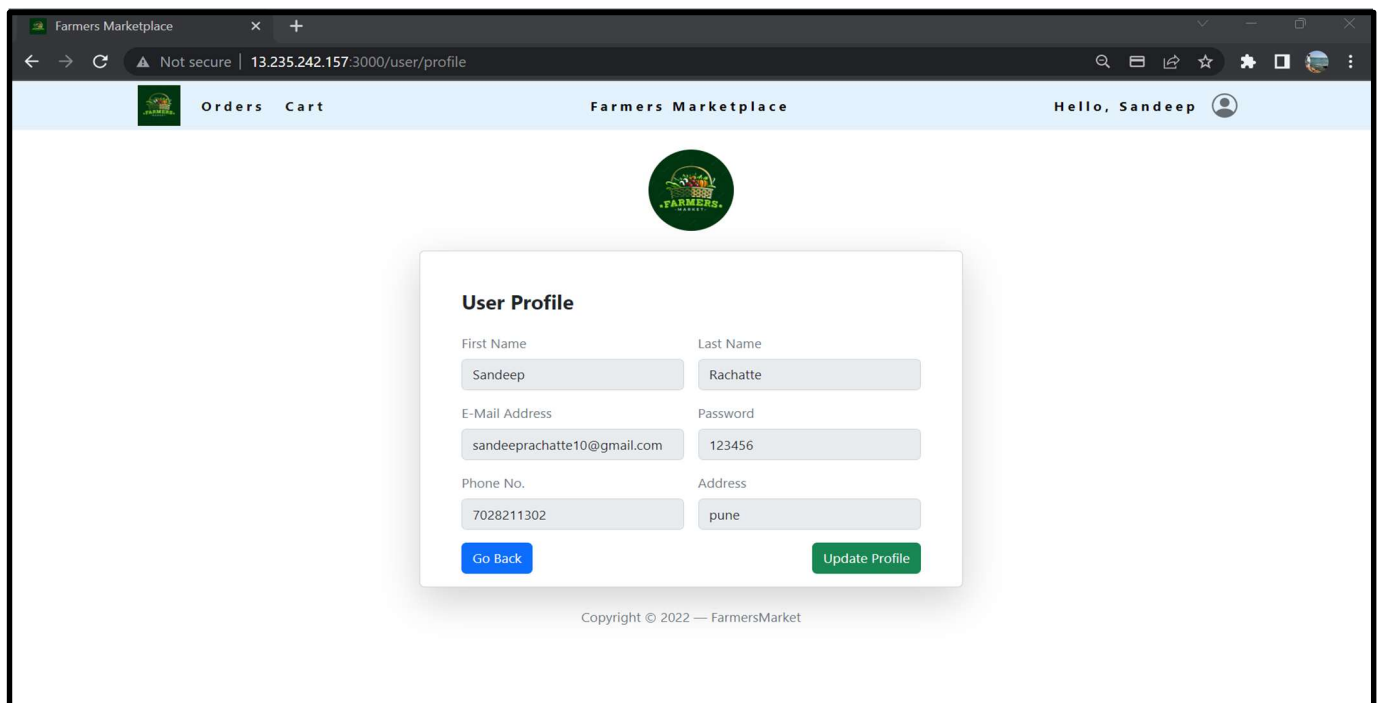 Farmers Marketplace
Not secure | 13.235.242.157:3000/user/profile
FARMERS Orders Cart Farmers Marketplace Hello, Sandeep
.FARMERS.
MARKET
User Profile
First Name Last Name
Sandeep Rachatte
E-Mail Address Password
sandeeprachatte10@gmail.com 123456
Phone No. Address
7028211302 pune
Go Back Update Profile
Copyright © 2022 — FarmersMarket